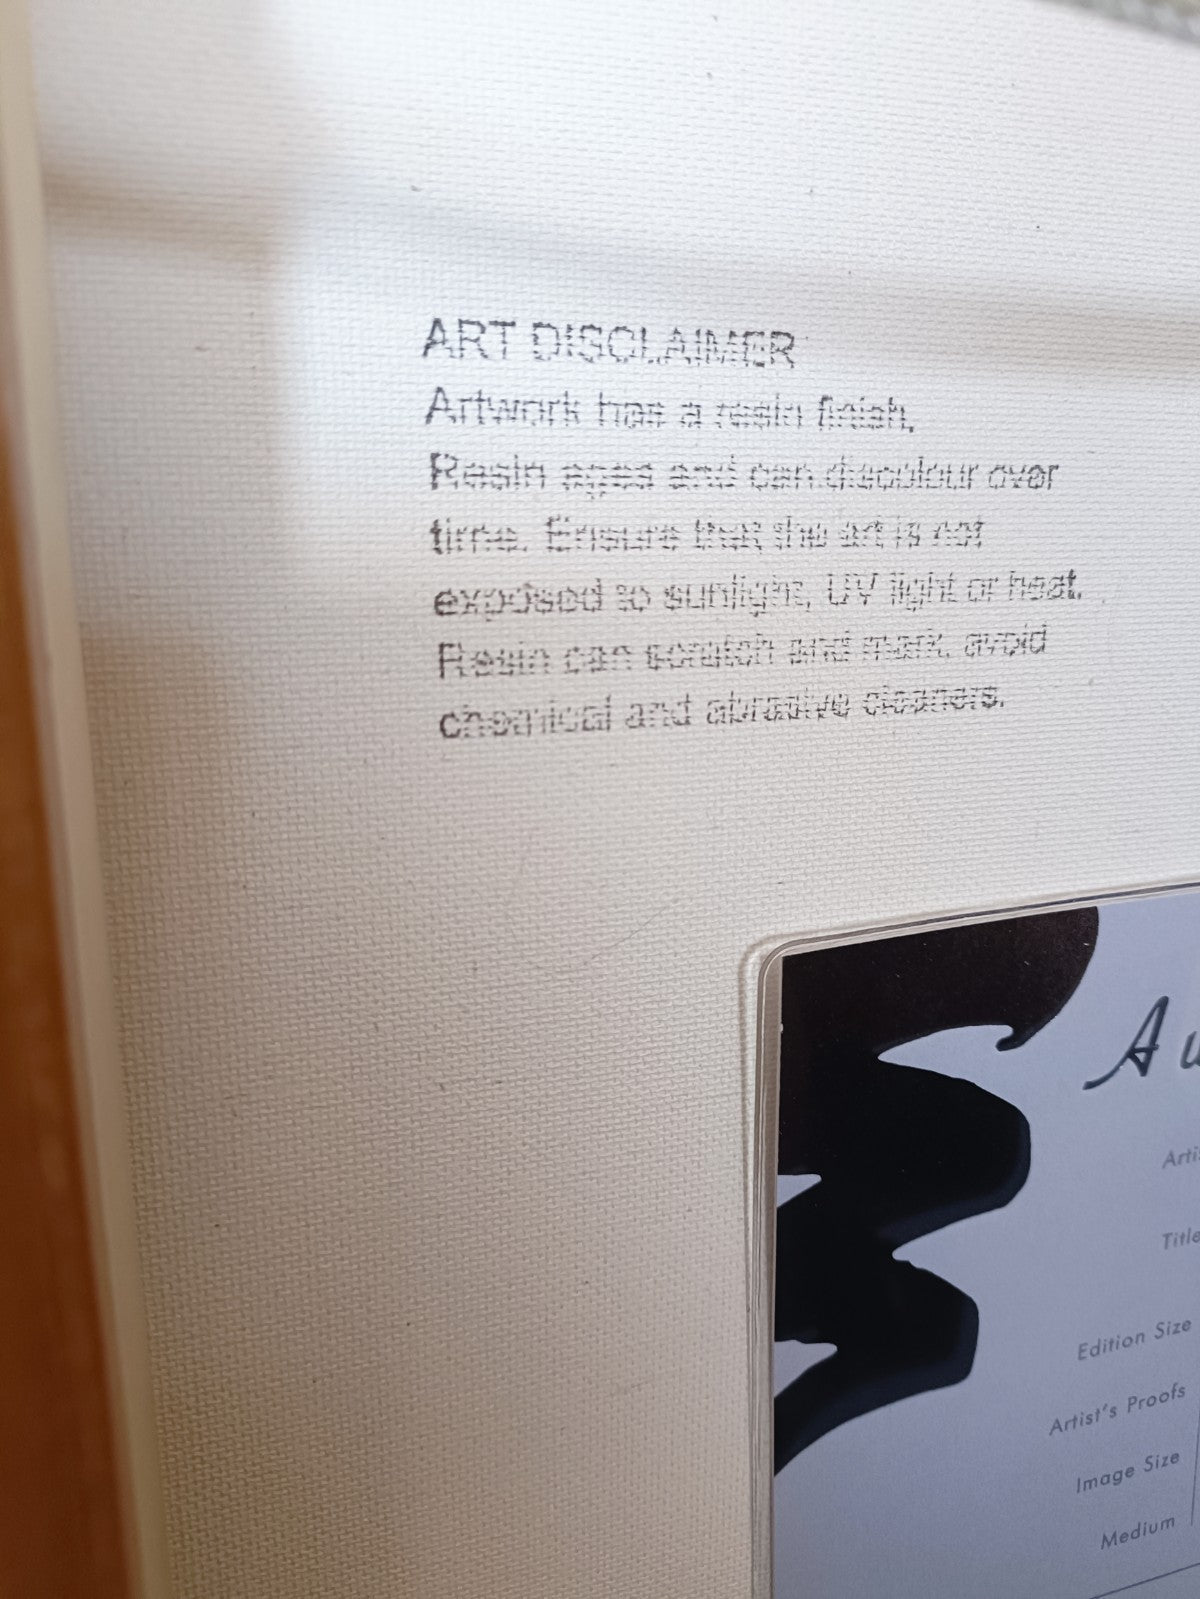 ART DISCLAIMER
Artwork has a resin finish.
Resin ages and can discolour over
time. Ensure that the art is not
exposed to sunlight, UV light or heat.
Resin can scratch and mark, avoid
chemical and abrasive cleaners.
Edition Size
Artist's Proofs
Image Size
Medium